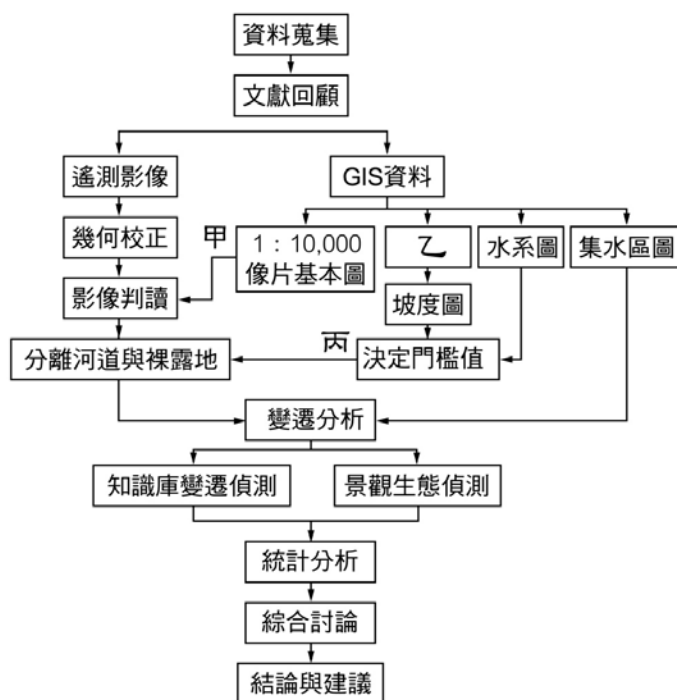 資料蒐集
文獻回顧
遙測影像
GIS資料
幾何校正
甲
1：10,000
像片基本圖
乙
水系圖
集水區圖
影像判讀
坡度圖
分離河道與裸露地
丙
決定門檻值
變遷分析
知識庫變遷偵測
景觀生態偵測
統計分析
綜合討論
結論與建議